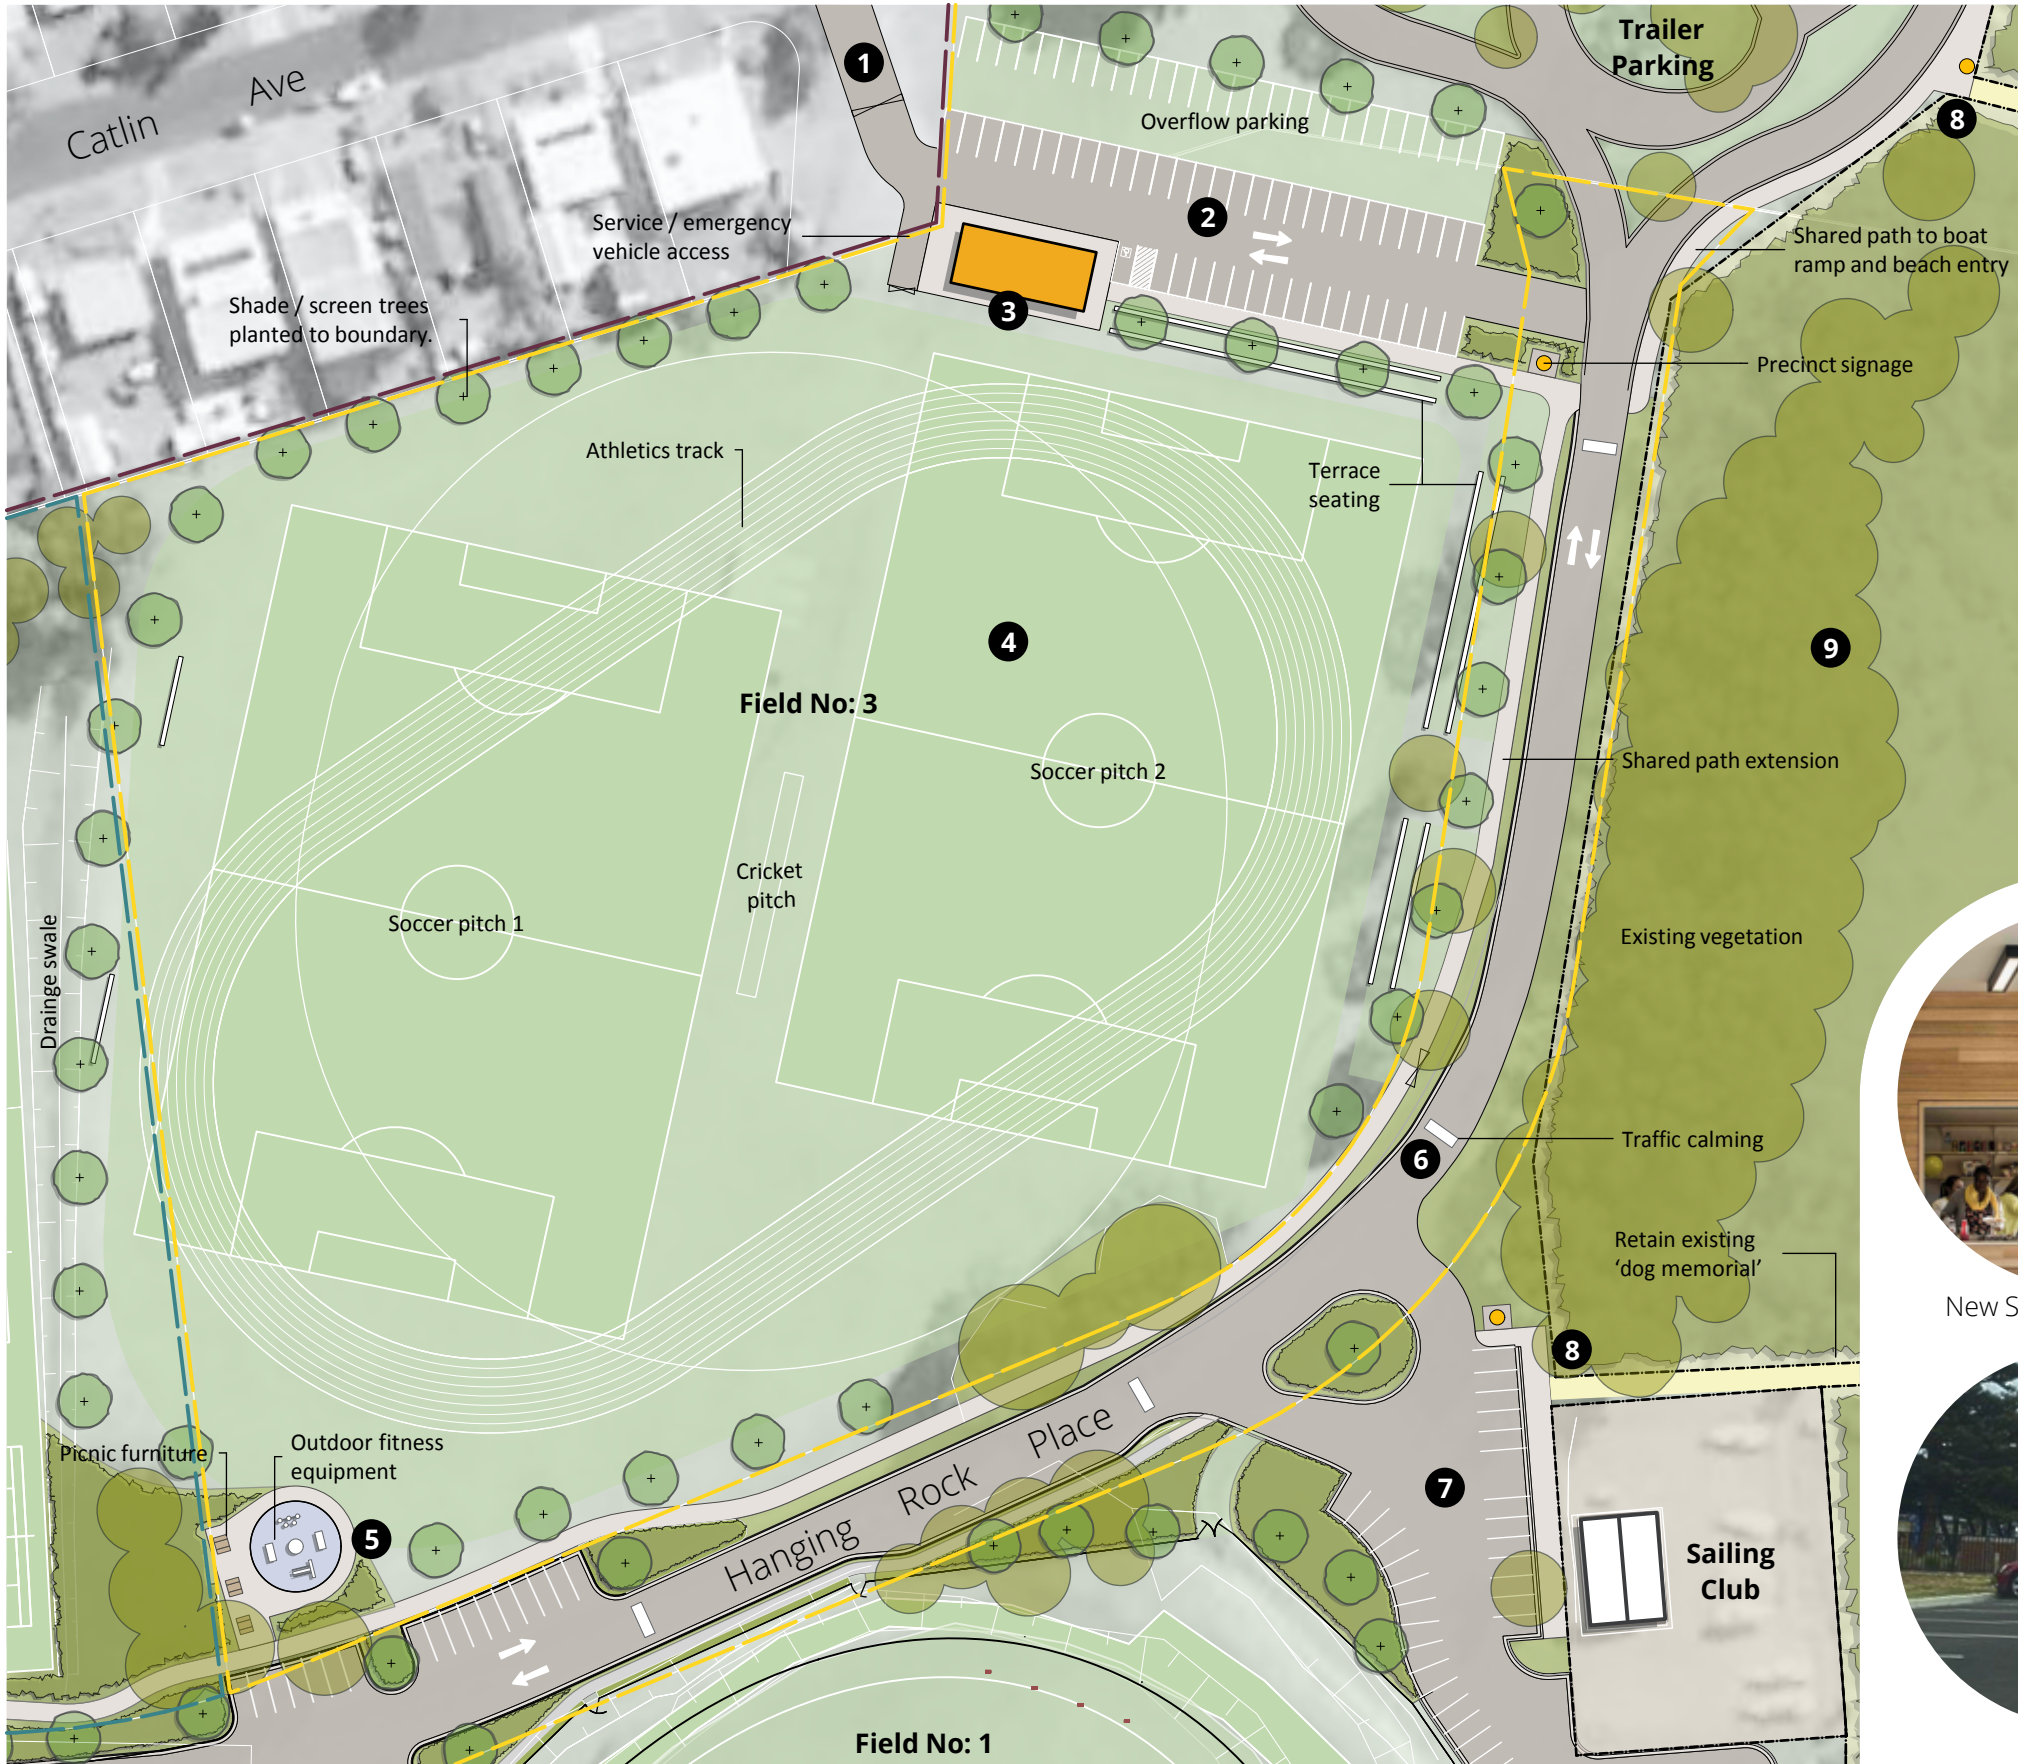 Trailer
Parking
Catlin Ave
1
8
Overflow parking
2
Service / emergency
vehicle access
Shared path to boat
ramp and beach entry
Shade / screen trees
planted to boundary.
3
Precinct signage
Athletics track
Terrace
seating
4
9
Field No: 3
Soccer pitch 2
Shared path extension
Cricket
pitch
Soccer pitch 1
Existing vegetation
Drainge swale
Traffic calming
6
Retain existing
‘dog memorial’
New S
8
Picnic furniture
Outdoor fitness
equipment
Hanging Rock Place
7
5
Sailing
Club
Field No: 1